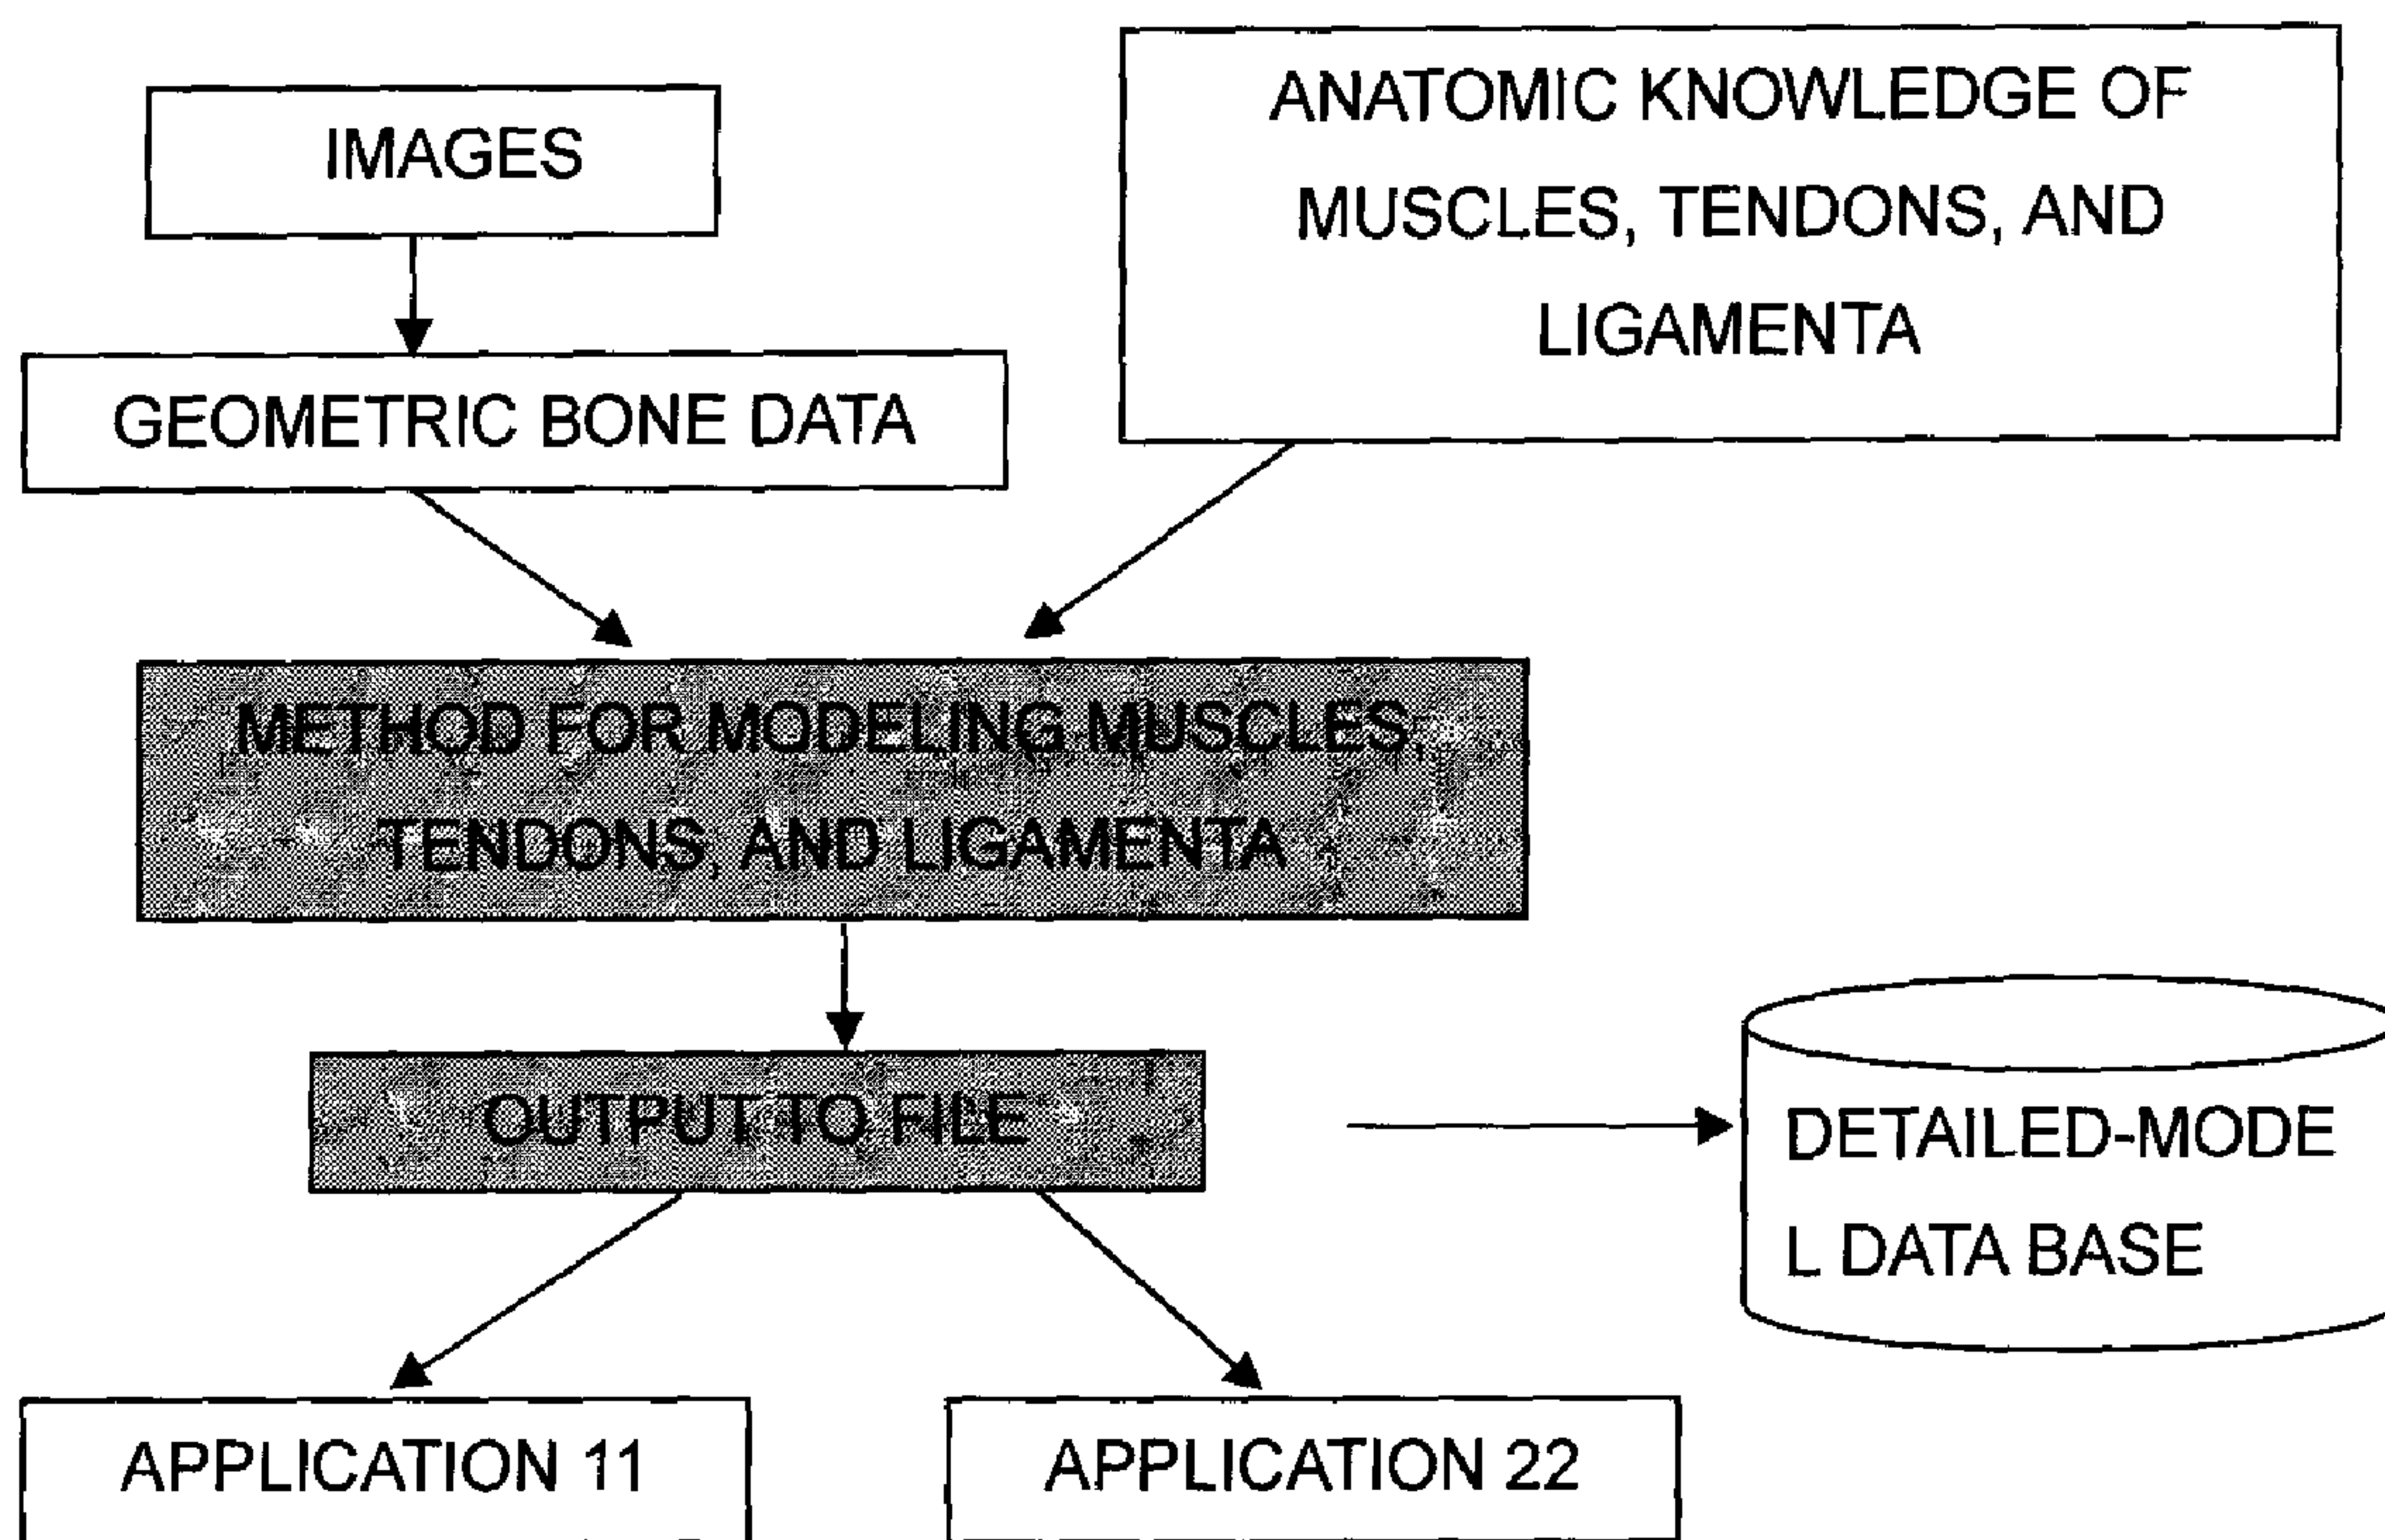 IMAGES
ANATOMIC KNOWLEDGE OF
MUSCLES, TENDONS, AND
LIGAMENTA
GEOMETRIC BONE DATA
METHOD FOR MODELING MUSCLES,
TENDONS, AND LIGAMENTA
OUTPUT TO FILE
DETAILED-MODE
L DATA BASE
APPLICATION 11
APPLICATION 22